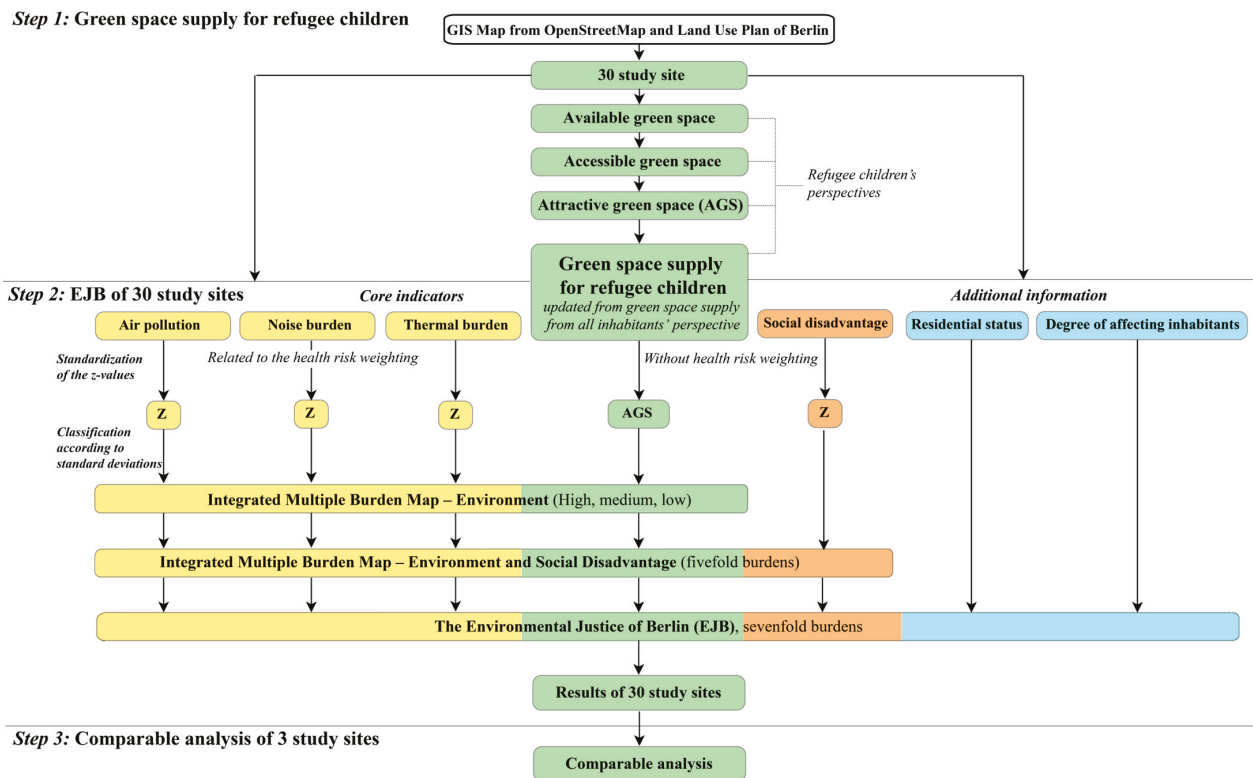 Step 1: Green space supply for refugee children
GIS Map from OpenStreetMap and Land Use Plan of Berlin
30 study site
Available green space
Accessible green space
Refugee children's
perspectives
Attractive green space (AGS)
Green space supply
for refugee children
updated from green space supply
from all inhabitants' perspective
Step 2: EJB of 30 study sites
Core indicators
Additional information
Air pollution
Noise burden
Thermal burden
Social disadvantage
Residential status
Degree of affecting inhabitants
Standardization
of the z-values
Related to the health risk weighting
Without health risk weighting
Z
Z
Z
AGS
Z
Classification
according to
standard deviations
Integrated Multiple Burden Map – Environment (High, medium, low)
Integrated Multiple Burden Map – Environment and Social Disadvantage (fivefold burdens)
The Environmental Justice of Berlin (EJB), sevenfold burdens
Results of 30 study sites
Step 3: Comparable analysis of 3 study sites
Comparable analysis